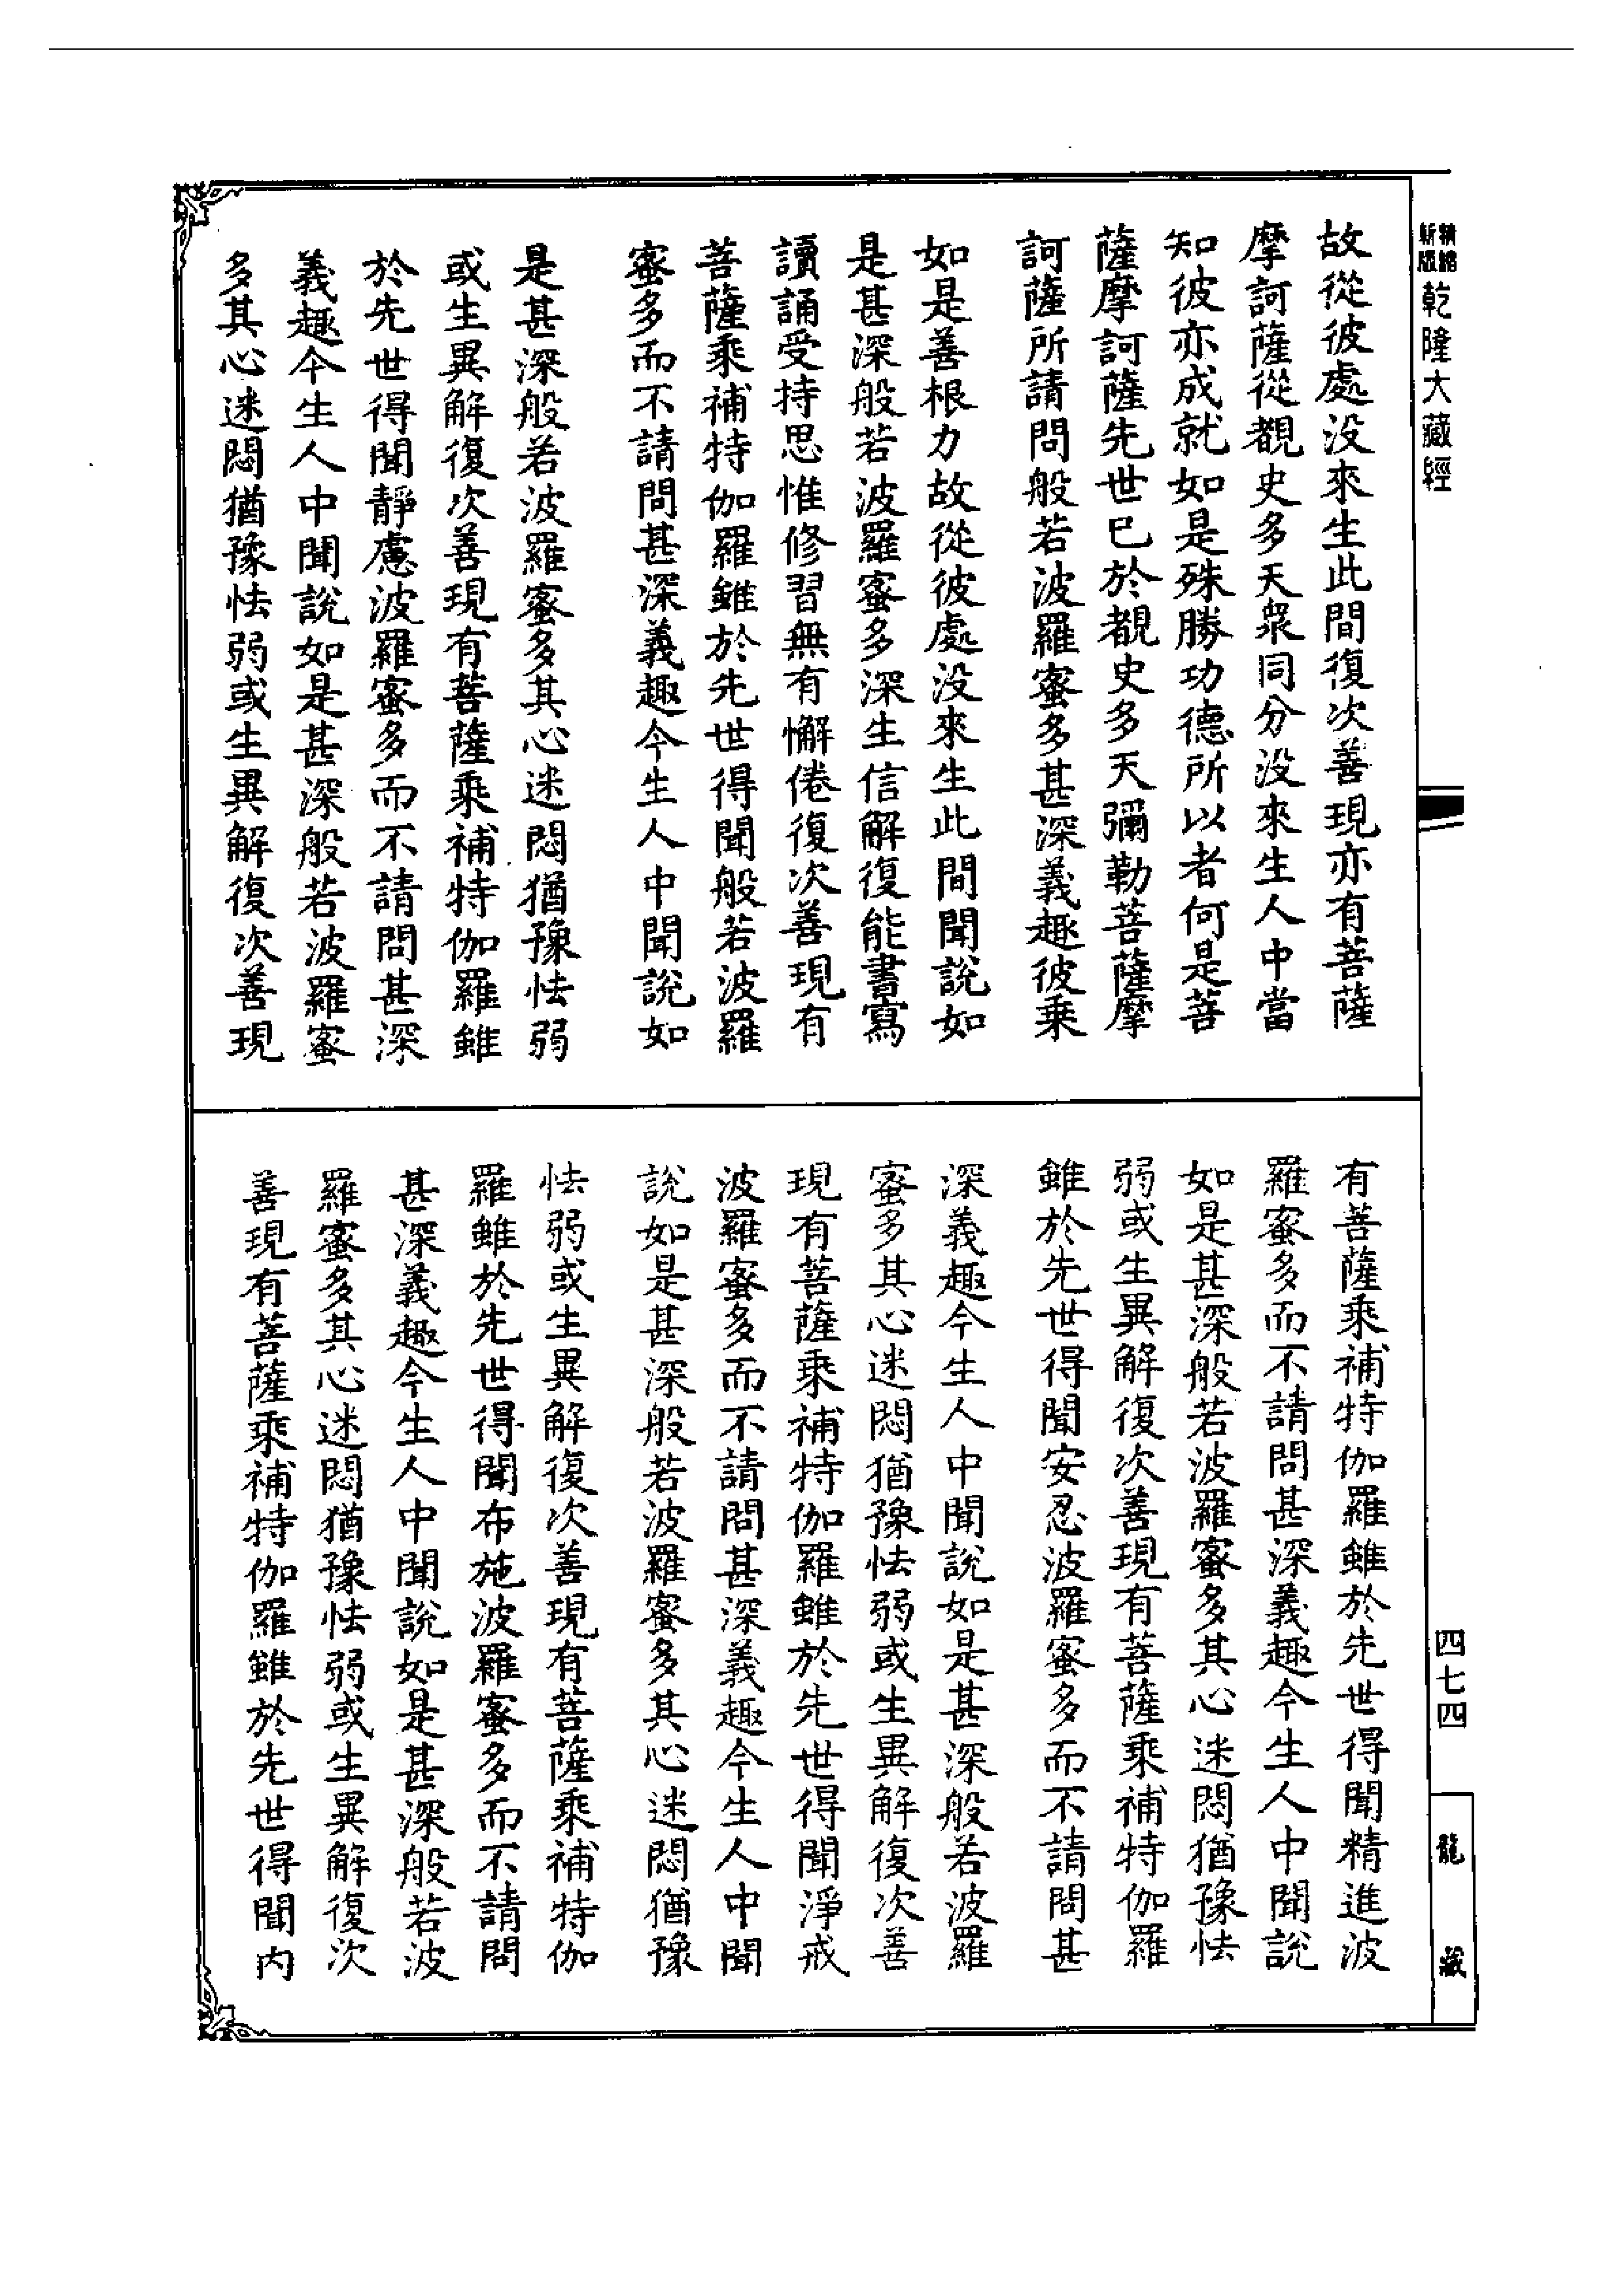 精縮
新版
乾隆大藏經
故從彼處没來生此間復次善現亦有菩薩
摩訶薩從覩史多天衆同分没來生人中當
知彼亦成就如是殊勝功德所以者何是菩
薩摩訶薩先世已於覩史多天彌勒菩薩摩
訶薩所請問般若波羅蜜多甚深義趣彼乘
如是善根力故從彼處没來生此間聞說如
是甚深般若波羅蜜多深生信解復能書寫
讀誦受持思惟修習無有懈倦復次善現有
菩薩乘補特伽羅雖於先世得聞般若波羅
蜜多而不請問甚深義趣今生人中聞說如
是甚深般若波羅蜜多其心迷悶猶豫怯弱
或生異解復次善現有菩薩乘補特伽羅雖
於先世得聞靜慮波羅蜜多而不請問甚深
義趣今生人中聞說如是甚深般若波羅蜜
多其心迷悶猶豫怯弱或生異解復次善現
有菩薩乘補特伽羅雖於先世得聞精進波
羅蜜多而不請問甚深義趣今生人中聞說
如是甚深般若波羅蜜多其心迷悶猶豫怯
弱或生異解復次善現有菩薩乘補特伽羅
雖於先世得聞安忍波羅蜜多而不請問甚
深義趣今生人中聞說如是甚深般若波羅
蜜多其心迷悶猶豫怯弱或生異解復次善
現有菩薩乘補特伽羅雖於先世得聞淨戒
波羅蜜多而不請問甚深義趣今生人中聞
說如是甚深般若波羅蜜多其心迷悶猶豫
怯弱或生異解復次善現有菩薩乘補特伽
羅雖於先世得聞布施波羅蜜多而不請問
甚深義趣今生人中聞說如是甚深般若波
羅蜜多其心迷悶猶豫怯弱或生異解復次
善現有菩薩乘補特伽羅雖於先世得聞内
四七四
龍藏